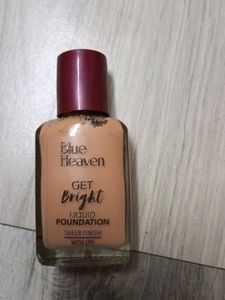 Blue
Heaven
GET
Bright
LIQUID
FOUNDATION
SHEER FINISH
WITH SPF